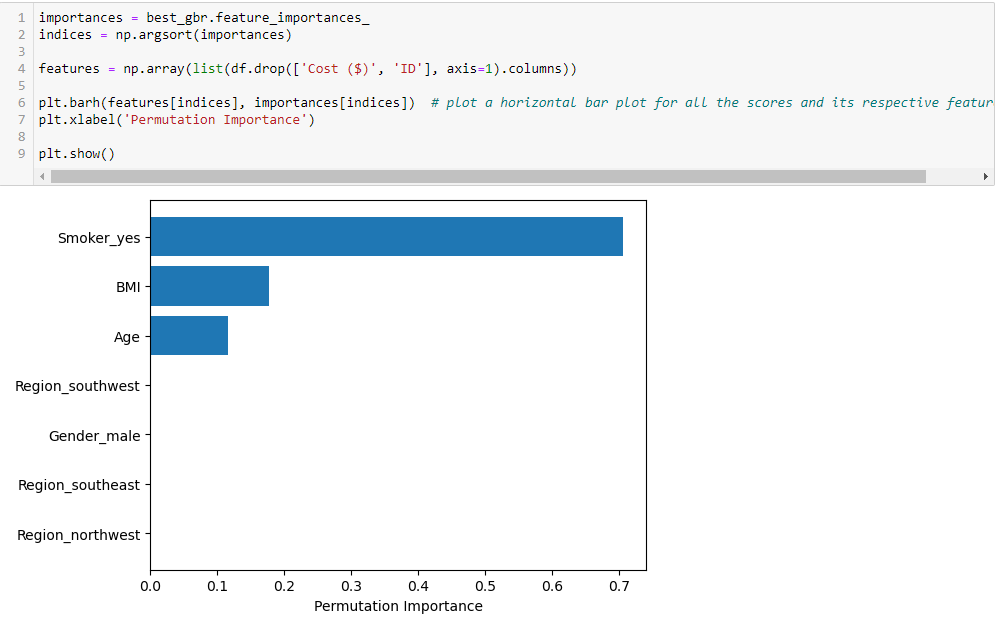 1 importances = best_gbr.feature_importances_
2 indices = np.argsort(importances)
3
4 features = np.array(list(df.drop(['Cost ($)', 'ID'], axis=1).columns))
5
6 plt.barh(features[indices], importances[indices])  # plot a horizontal bar plot for all the scores and its respective featur
7 plt.xlabel('Permutation Importance')
8
9 plt.show()
Smoker_yes
BMI
Age
Region_southwest
Gender_male
Region_southeast
Region_northwest
0.0 0.1 0.2 0.3 0.4 0.5 0.6 0.7
Permutation Importance